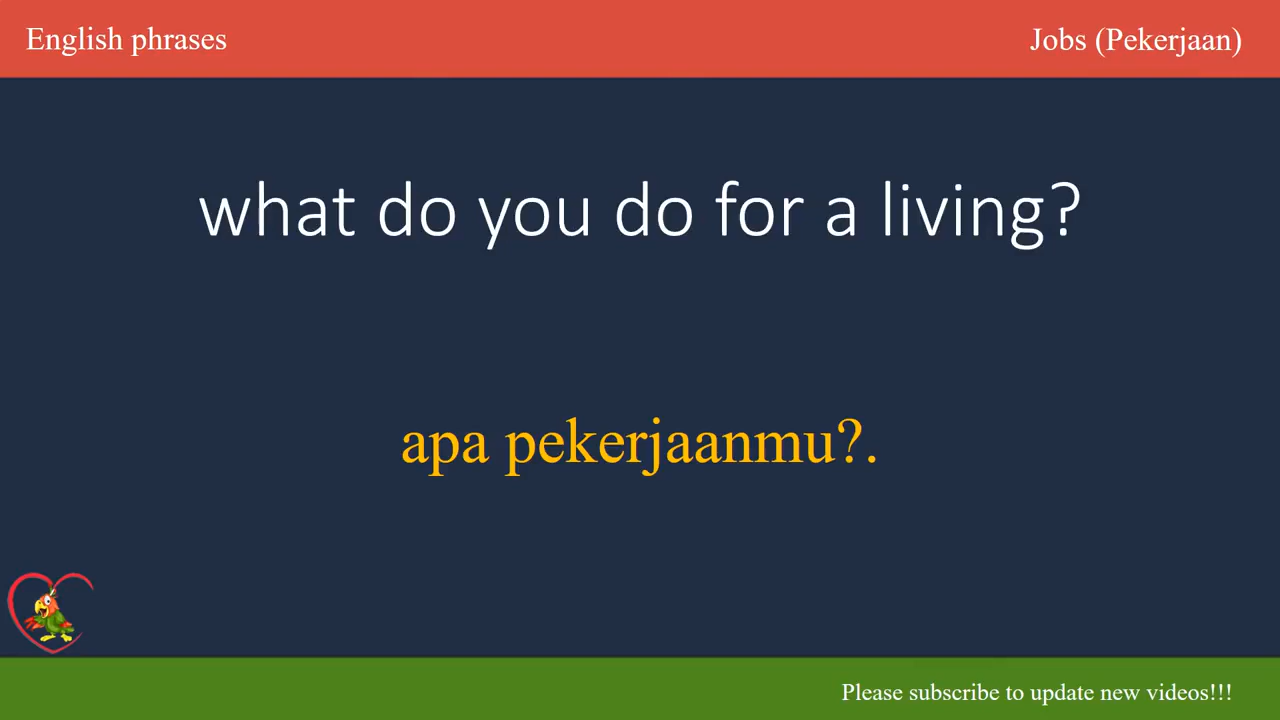 English phrases
Jobs (Pekerjaan)
what do you do for a living?
apa pekerjaanmu?.
Please subscribe to update new videos!!!